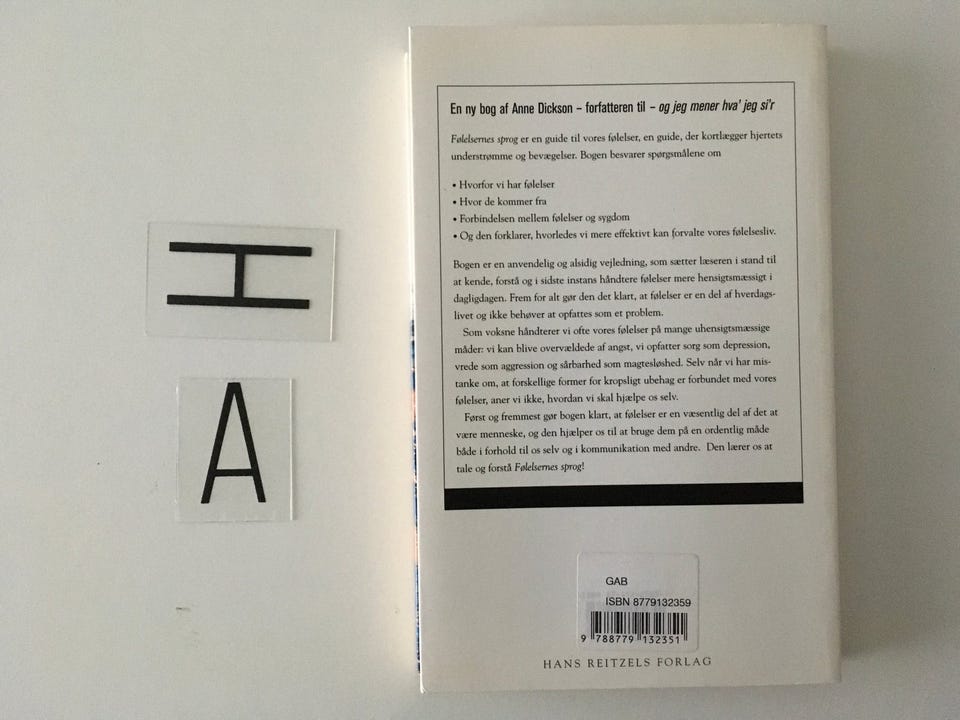 H
A
En ny bog af Anne Dickson – forfatteren til – og jeg mener hva' jeg si'r
Følelsernes sprog er en guide til vores følelser, en guide, der kortlægger hjertets
understrømme og bevægelser. Bogen besvarer spørgsmålene om
• Hvorfor vi har følelser
• Hvor de kommer fra
• Forbindelsen mellem følelser og sygdom
• Og den forklarer, hvorledes vi mere effektivt kan forvalte vores følelsesliv.
Bogen er en anvendelig og alsidig vejledning, som sætter læseren i stand til
at kende, forstå og i sidste instans håndtere følelser mere hensigtsmæssigt i
dagligdagen. Frem for alt gør den det klart, at følelser er en del af hverdags-
livet og ikke behøver at opfattes som et problem.
Som voksne håndterer vi ofte vores følelser på mange uhensigtsmæssige
måder: vi kan blive overvældede af angst, vi opfatter sorg som depression,
vrede som aggression og sårbarhed som magtesløshed. Selv når vi har mis-
tanke om, at forskellige former for kropsligt ubehag er forbundet med vores
følelser, aner vi ikke, hvordan vi skal hjælpe os selv.
Først og fremmest gør bogen klart, at følelser er en væsentlig del af det at
være menneske, og den hjælper os til at bruge dem på en ordentlig måde
både i forhold til os selv og i kommunikation med andre. Den lærer os at
tale og forstå Følelsernes sprog!
GAB
ISBN 8779132359
9 788779 132351
HANS REITZELS FORLAG